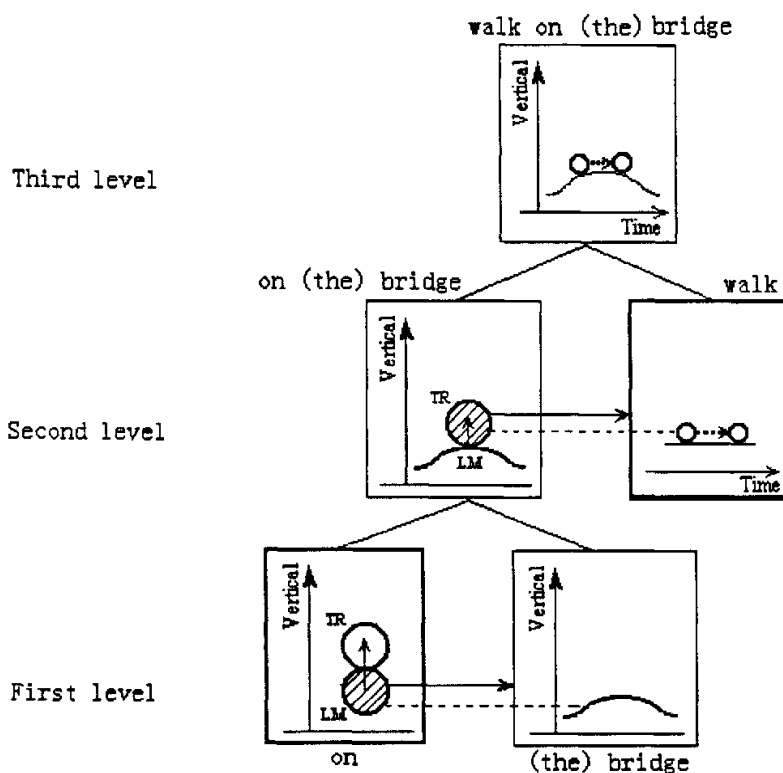 walk on (the) bridge
Vertical
Time
Third level
on (the) bridge
walk
Vertical
TR
LM
Time
Second level
Vertical
TR
LM
on
Vertical
(the) bridge
First level